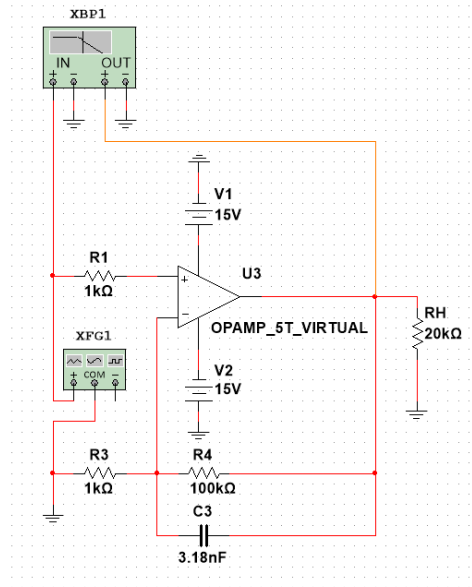 XBP1
IN OUT
+ - + -
V1
15V
R1
1kΩ
+
-
U3
OPAMP_5T_VIRTUAL
RH
20kΩ
XFG1
+ COM -
V2
15V
R3
1kΩ
R4
100kΩ
C3
3.18nF